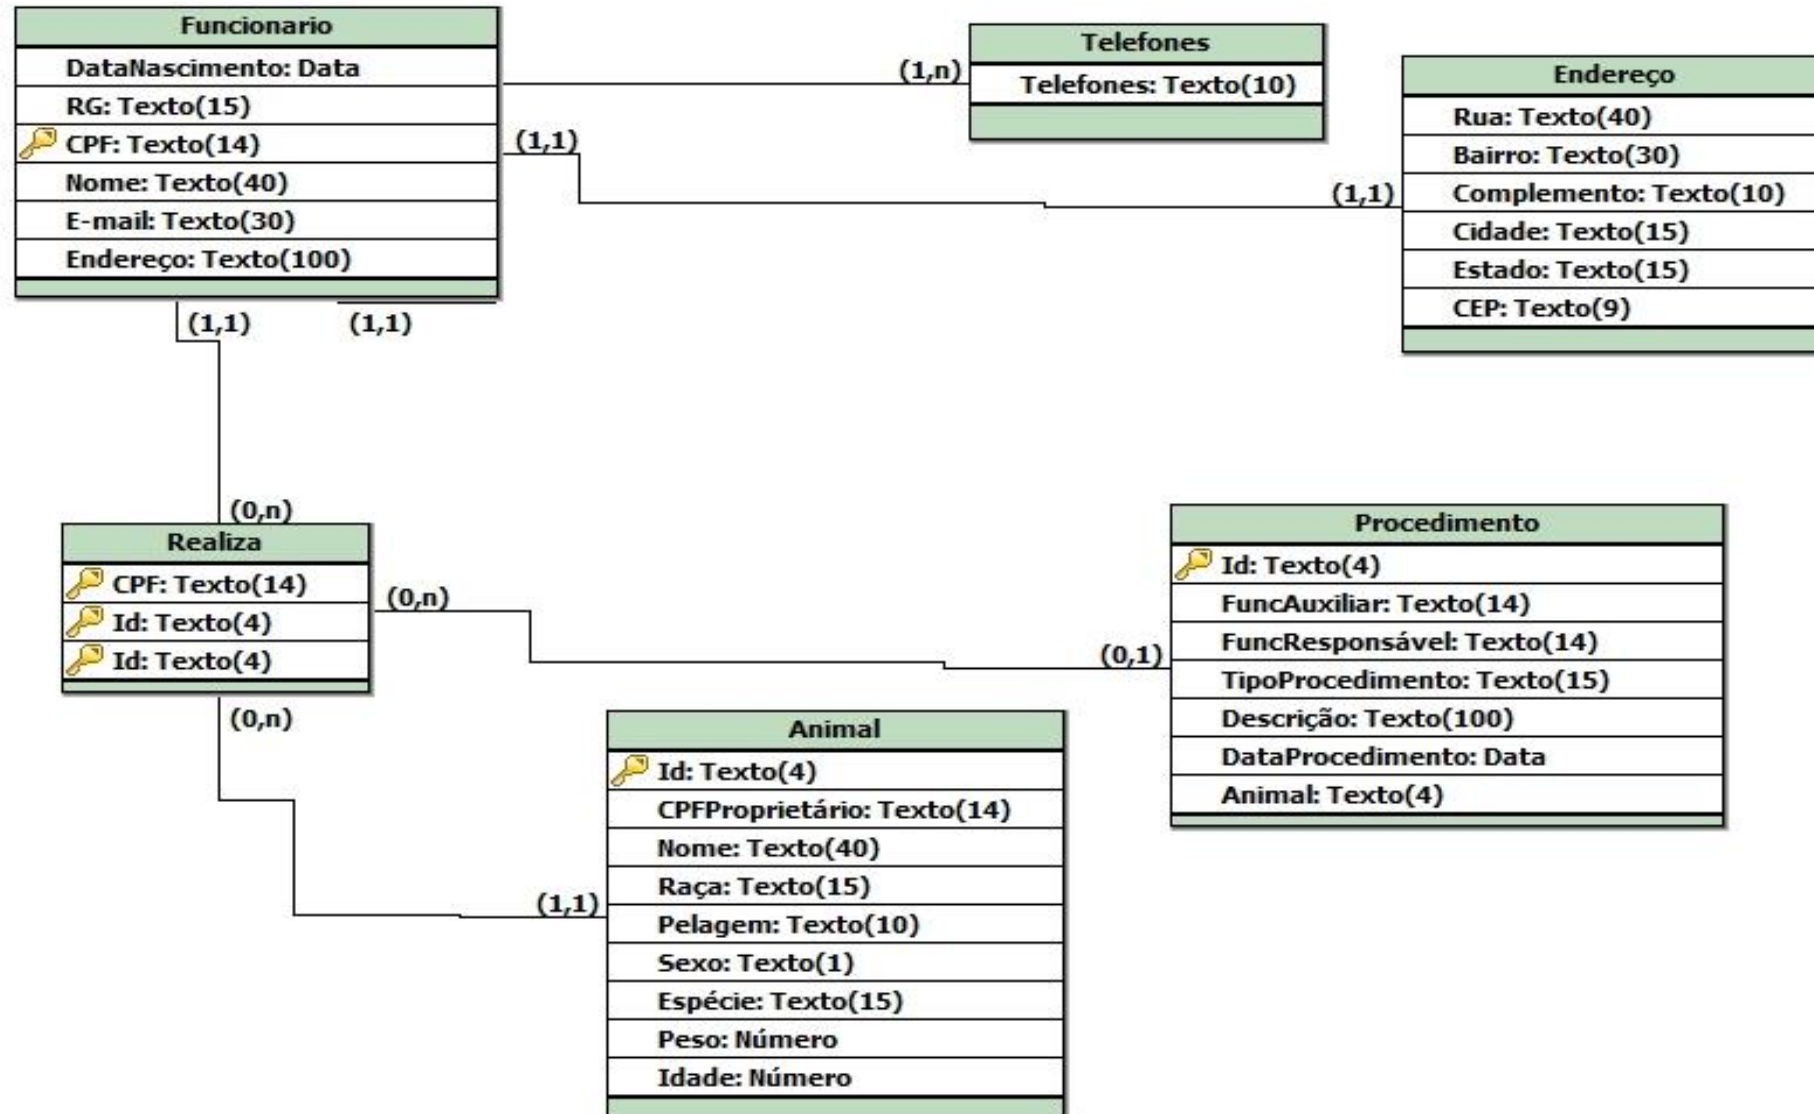 Funcionario
DataNascimento: Data
RG: Texto(15)
CPF: Texto(14)
Nome: Texto(40)
E-mail: Texto(30)
Endereço: Texto(100)
(1,n)
Telefones
Telefones: Texto(10)
(1,1)
(1,1)
Endereço
Rua: Texto(40)
Bairro: Texto(30)
Complemento: Texto(10)
Cidade: Texto(15)
Estado: Texto(15)
CEP: Texto(9)
(1,1)
(1,1)
(0,n)
Realiza
CPF: Texto(14)
Id: Texto(4)
Id: Texto(4)
(0,n)
(0,1)
(0,n)
Procedimento
Id: Texto(4)
FuncAuxiliar: Texto(14)
FuncResponsável: Texto(14)
TipoProcedimento: Texto(15)
Descrição: Texto(100)
DataProcedimento: Data
Animal: Texto(4)
(1,1)
Animal
Id: Texto(4)
CPFProprietário: Texto(14)
Nome: Texto(40)
Raça: Texto(15)
Pelagem: Texto(10)
Sexo: Texto(1)
Espécie: Texto(15)
Peso: Número
Idade: Número